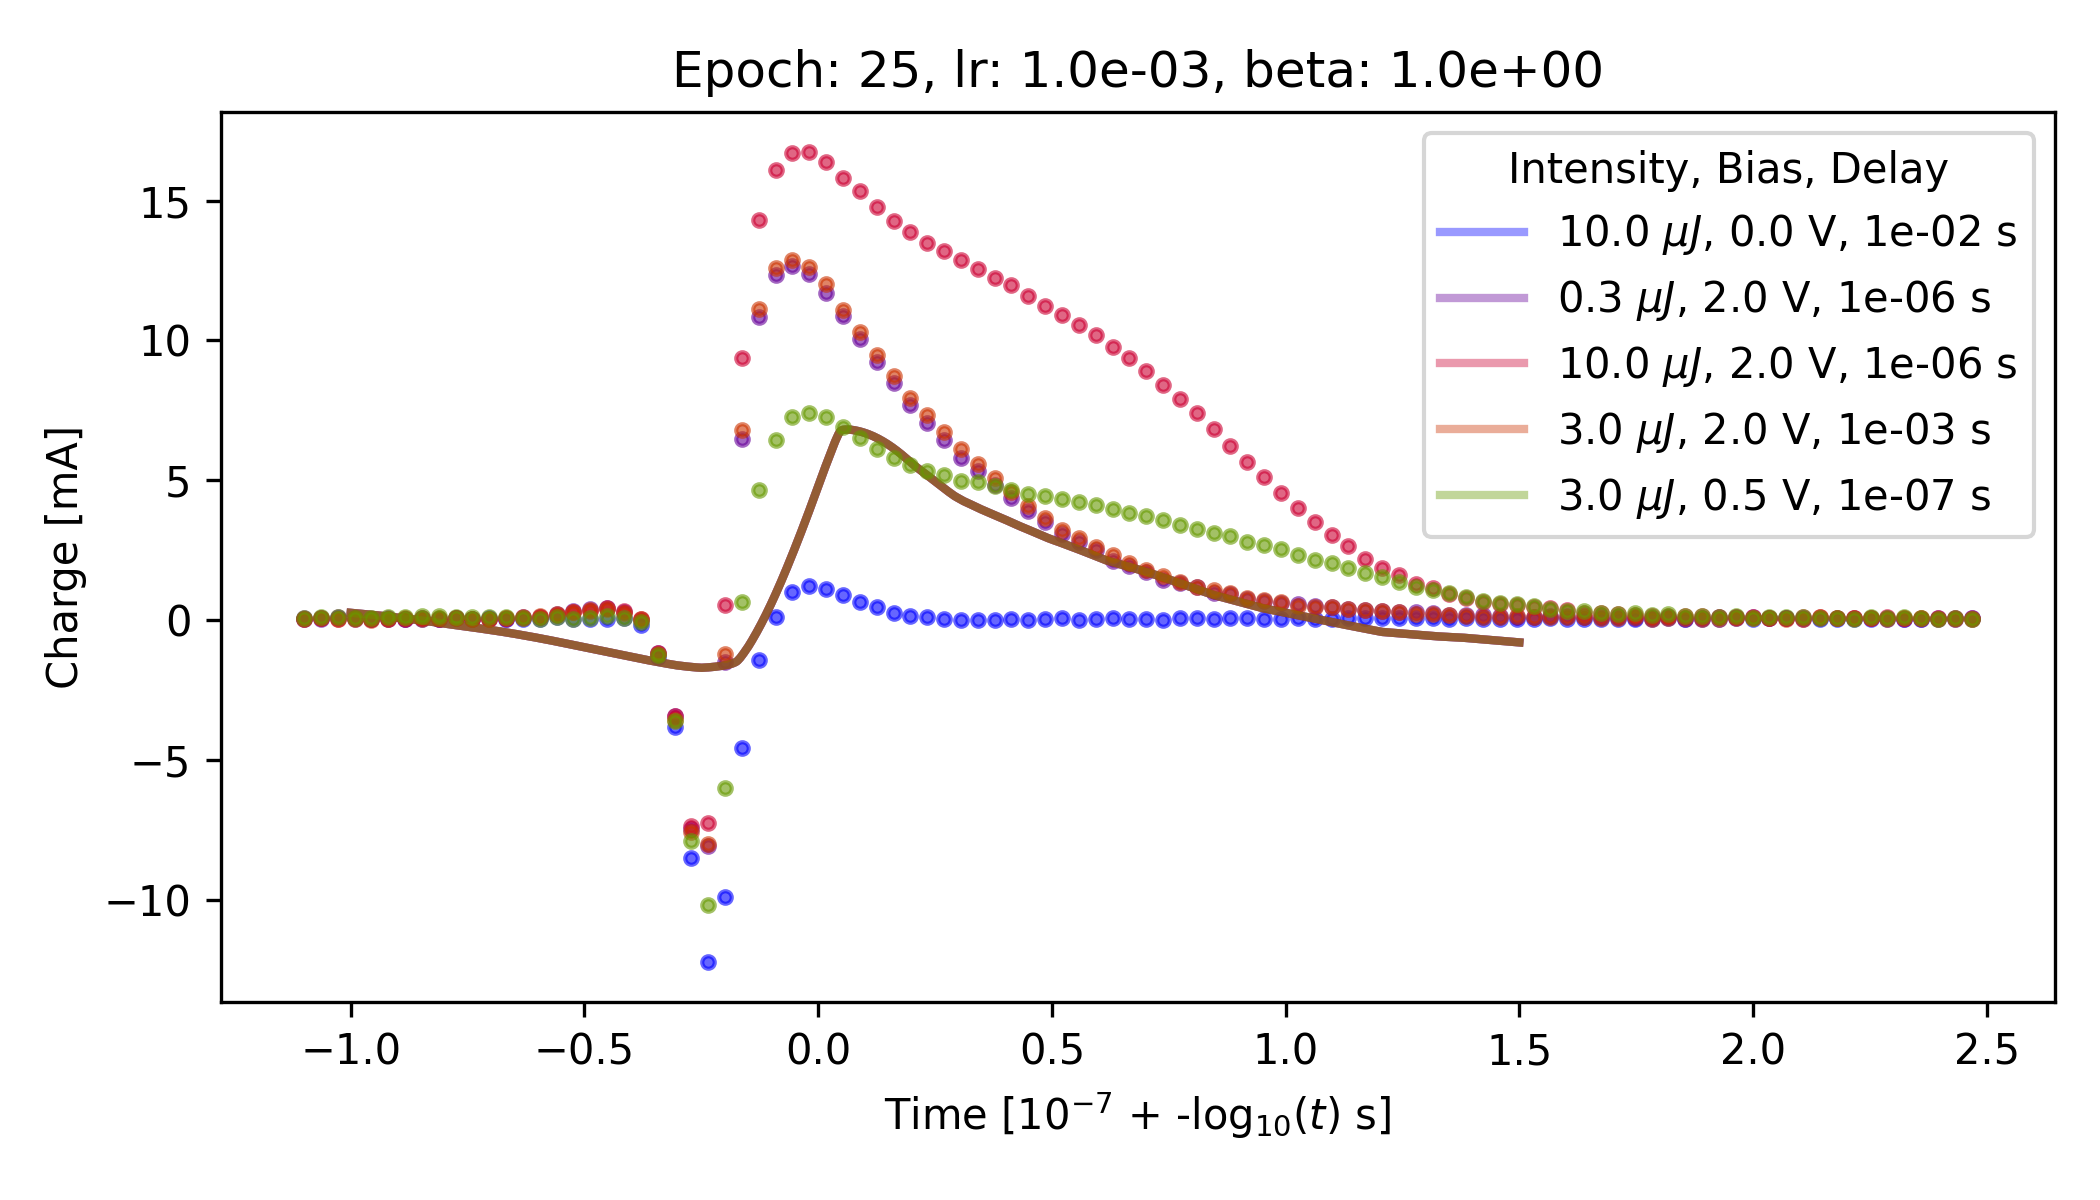 Epoch: 25, lr: 1.0e-03, beta: 1.0e+00
Charge [mA]
15
10
5
0
−5
−10
Intensity, Bias, Delay
10.0 μJ, 0.0 V, 1e-02 s
0.3 μJ, 2.0 V, 1e-06 s
10.0 μJ, 2.0 V, 1e-06 s
3.0 μJ, 2.0 V, 1e-03 s
3.0 μJ, 0.5 V, 1e-07 s
−1.0 −0.5 0.0 0.5 1.0 1.5 2.0 2.5
Time [10⁻⁷ + -log₁₀(t) s]